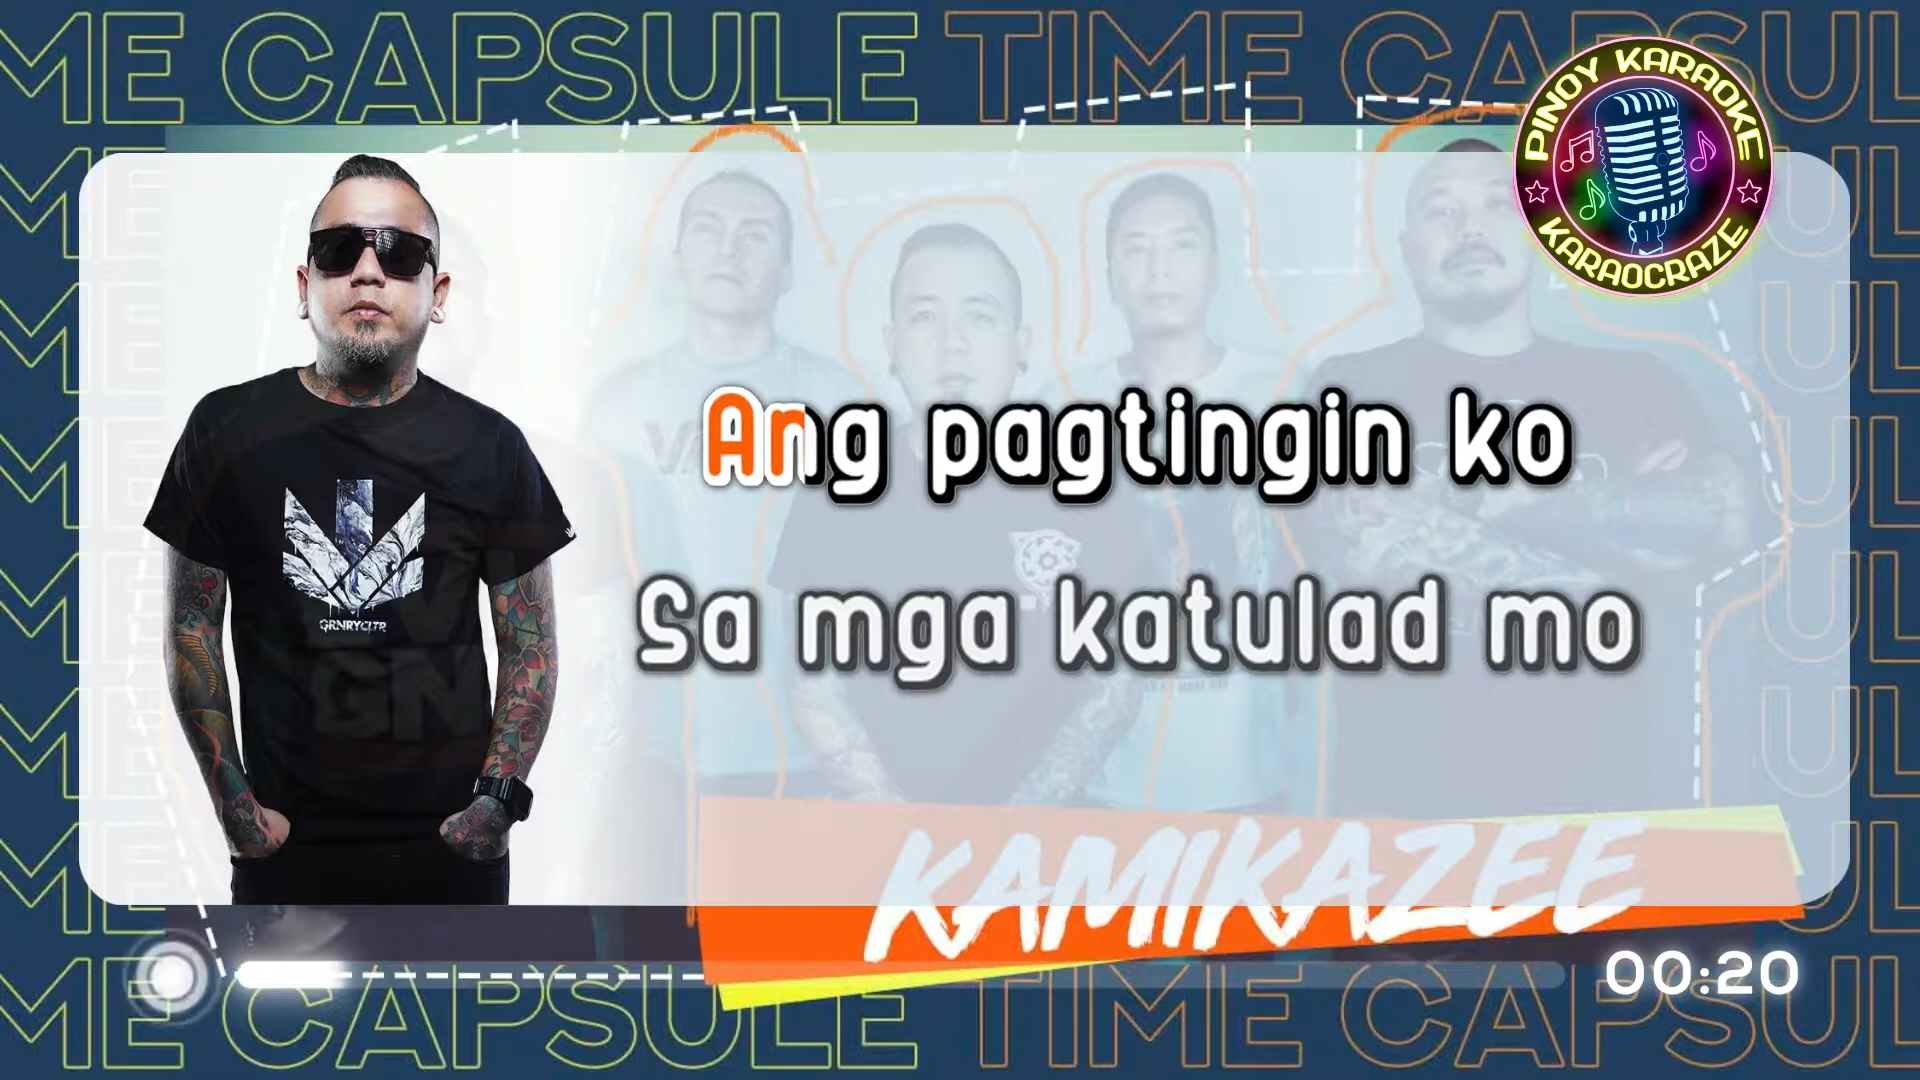 ME CAPSULE TIME CAPSUL
PINOY KARAOKE
KARAOCRAZE
Ang pagtingin ko
Sa mga katulad mo
GRNRYCLTR
KAMIKAZEE
00:20
ME CAPSULE TIME CAPSUL